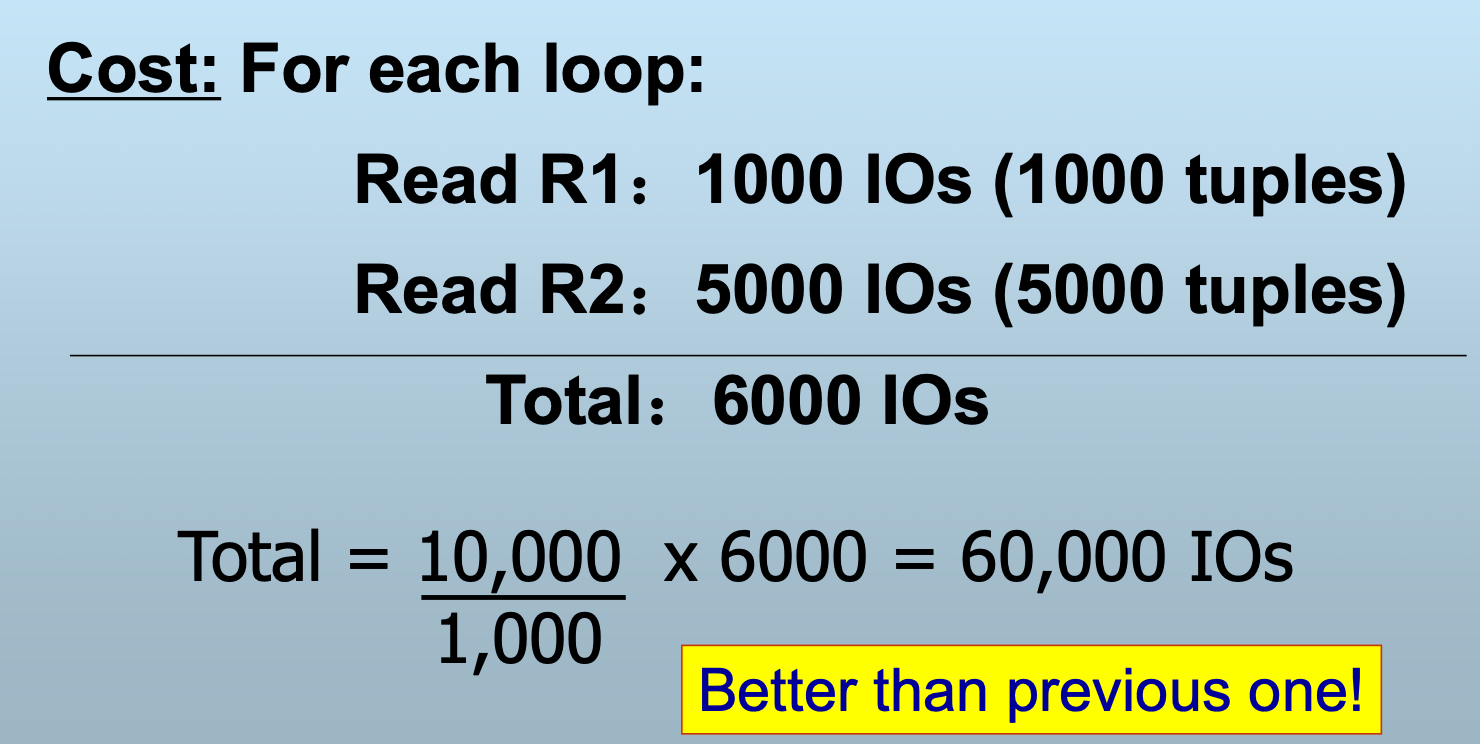 Cost: For each loop:
Read R1：1000 IOs (1000 tuples)
Read R2：5000 IOs (5000 tuples)
Total：6000 IOs
Total = 10,000 x 6000 = 60,000 IOs
1,000
Better than previous one!